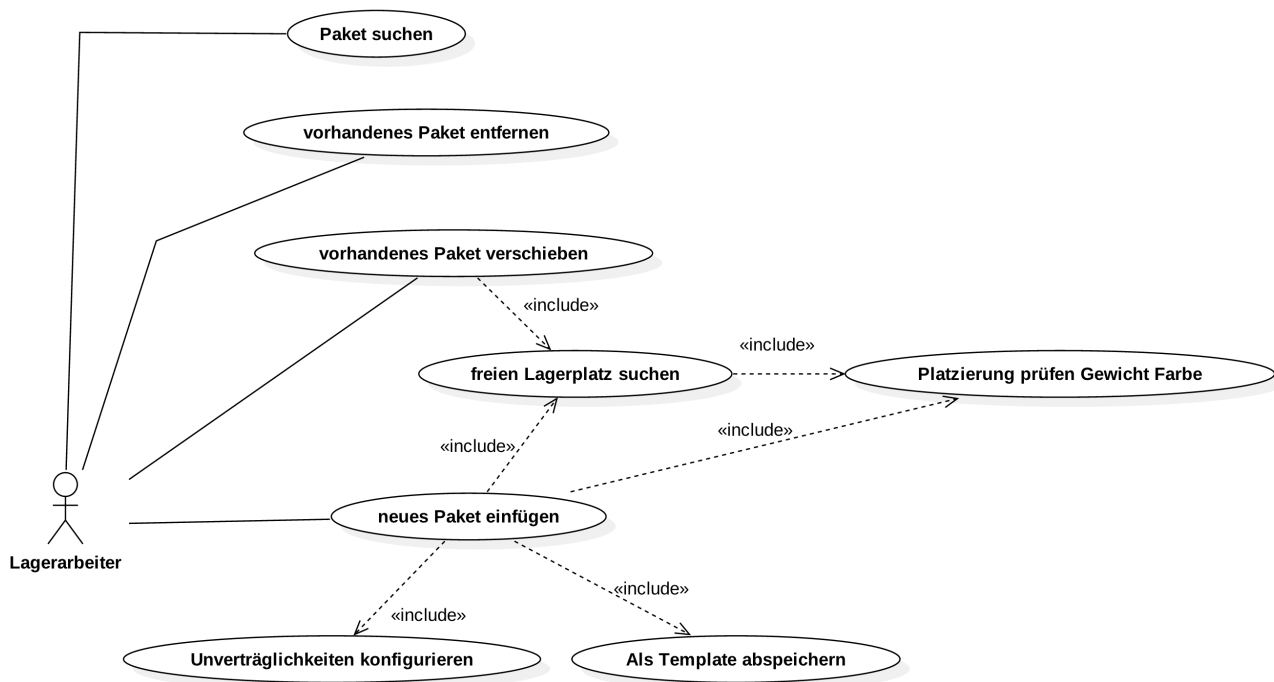 Paket suchen
vorhandenes Paket entfernen
vorhandenes Paket verschieben
«include»
«include»
freien Lagerplatz suchen
Platzierung prüfen Gewicht Farbe
«include»
«include»
neues Paket einfügen
Lagerarbeiter
«include»
«include»
Unverträglichkeiten konfigurieren
Als Template abspeichern